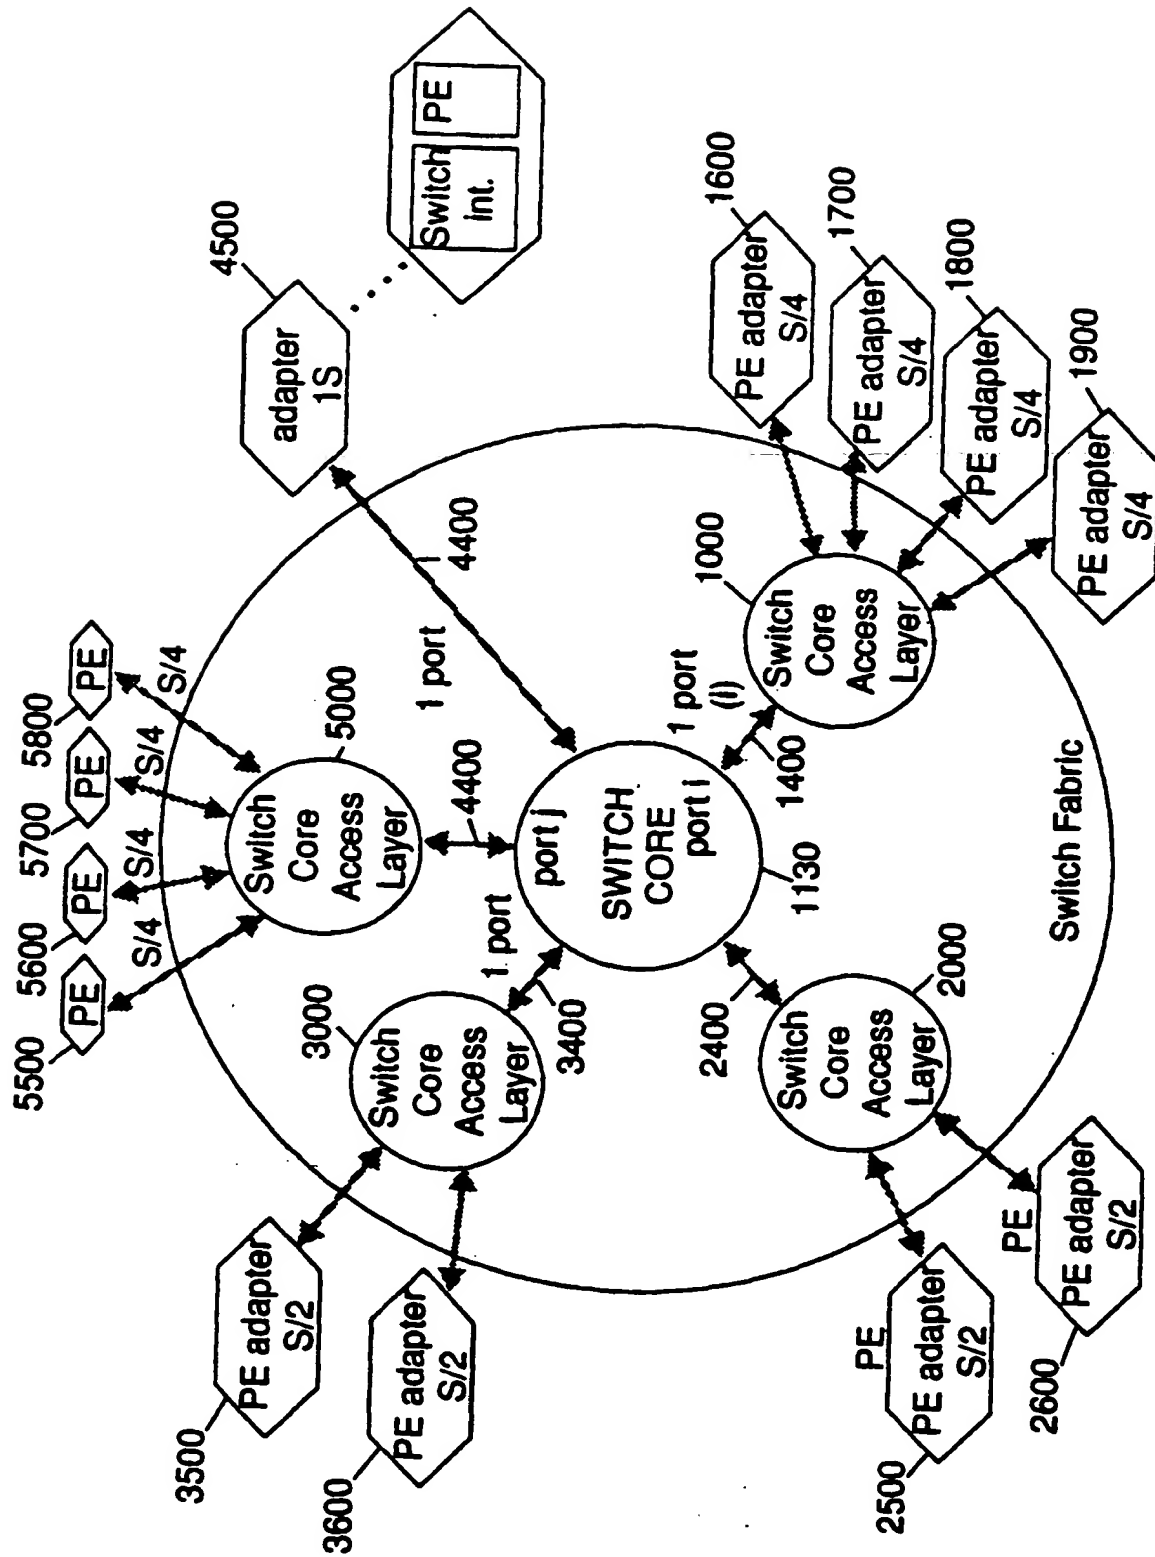 3600
3500
5500
5600
5700
5800
4500
PE adapter
S/2
PE adapter
S/2
PE
PE
PE
PE
S/4
S/4
S/4
S/4
adapter
1S
Switch
int.
PE
3000
Switch
Core
Access
Layer
5000
Switch
Core
Access
Layer
3400
1 port
4400
1 port
4400
port j
SWITCH
CORE
port i
1130
2400
1400
1 port
(i)
2000
Switch
Core
Access
Layer
1000
Switch
Core
Access
Layer
1600
PE adapter
S/4
1700
PE adapter
S/4
1800
PE adapter
S/4
1900
PE adapter
S/4
2500
PE
PE adapter
S/2
2600
PE
PE adapter
S/2
Switch Fabric